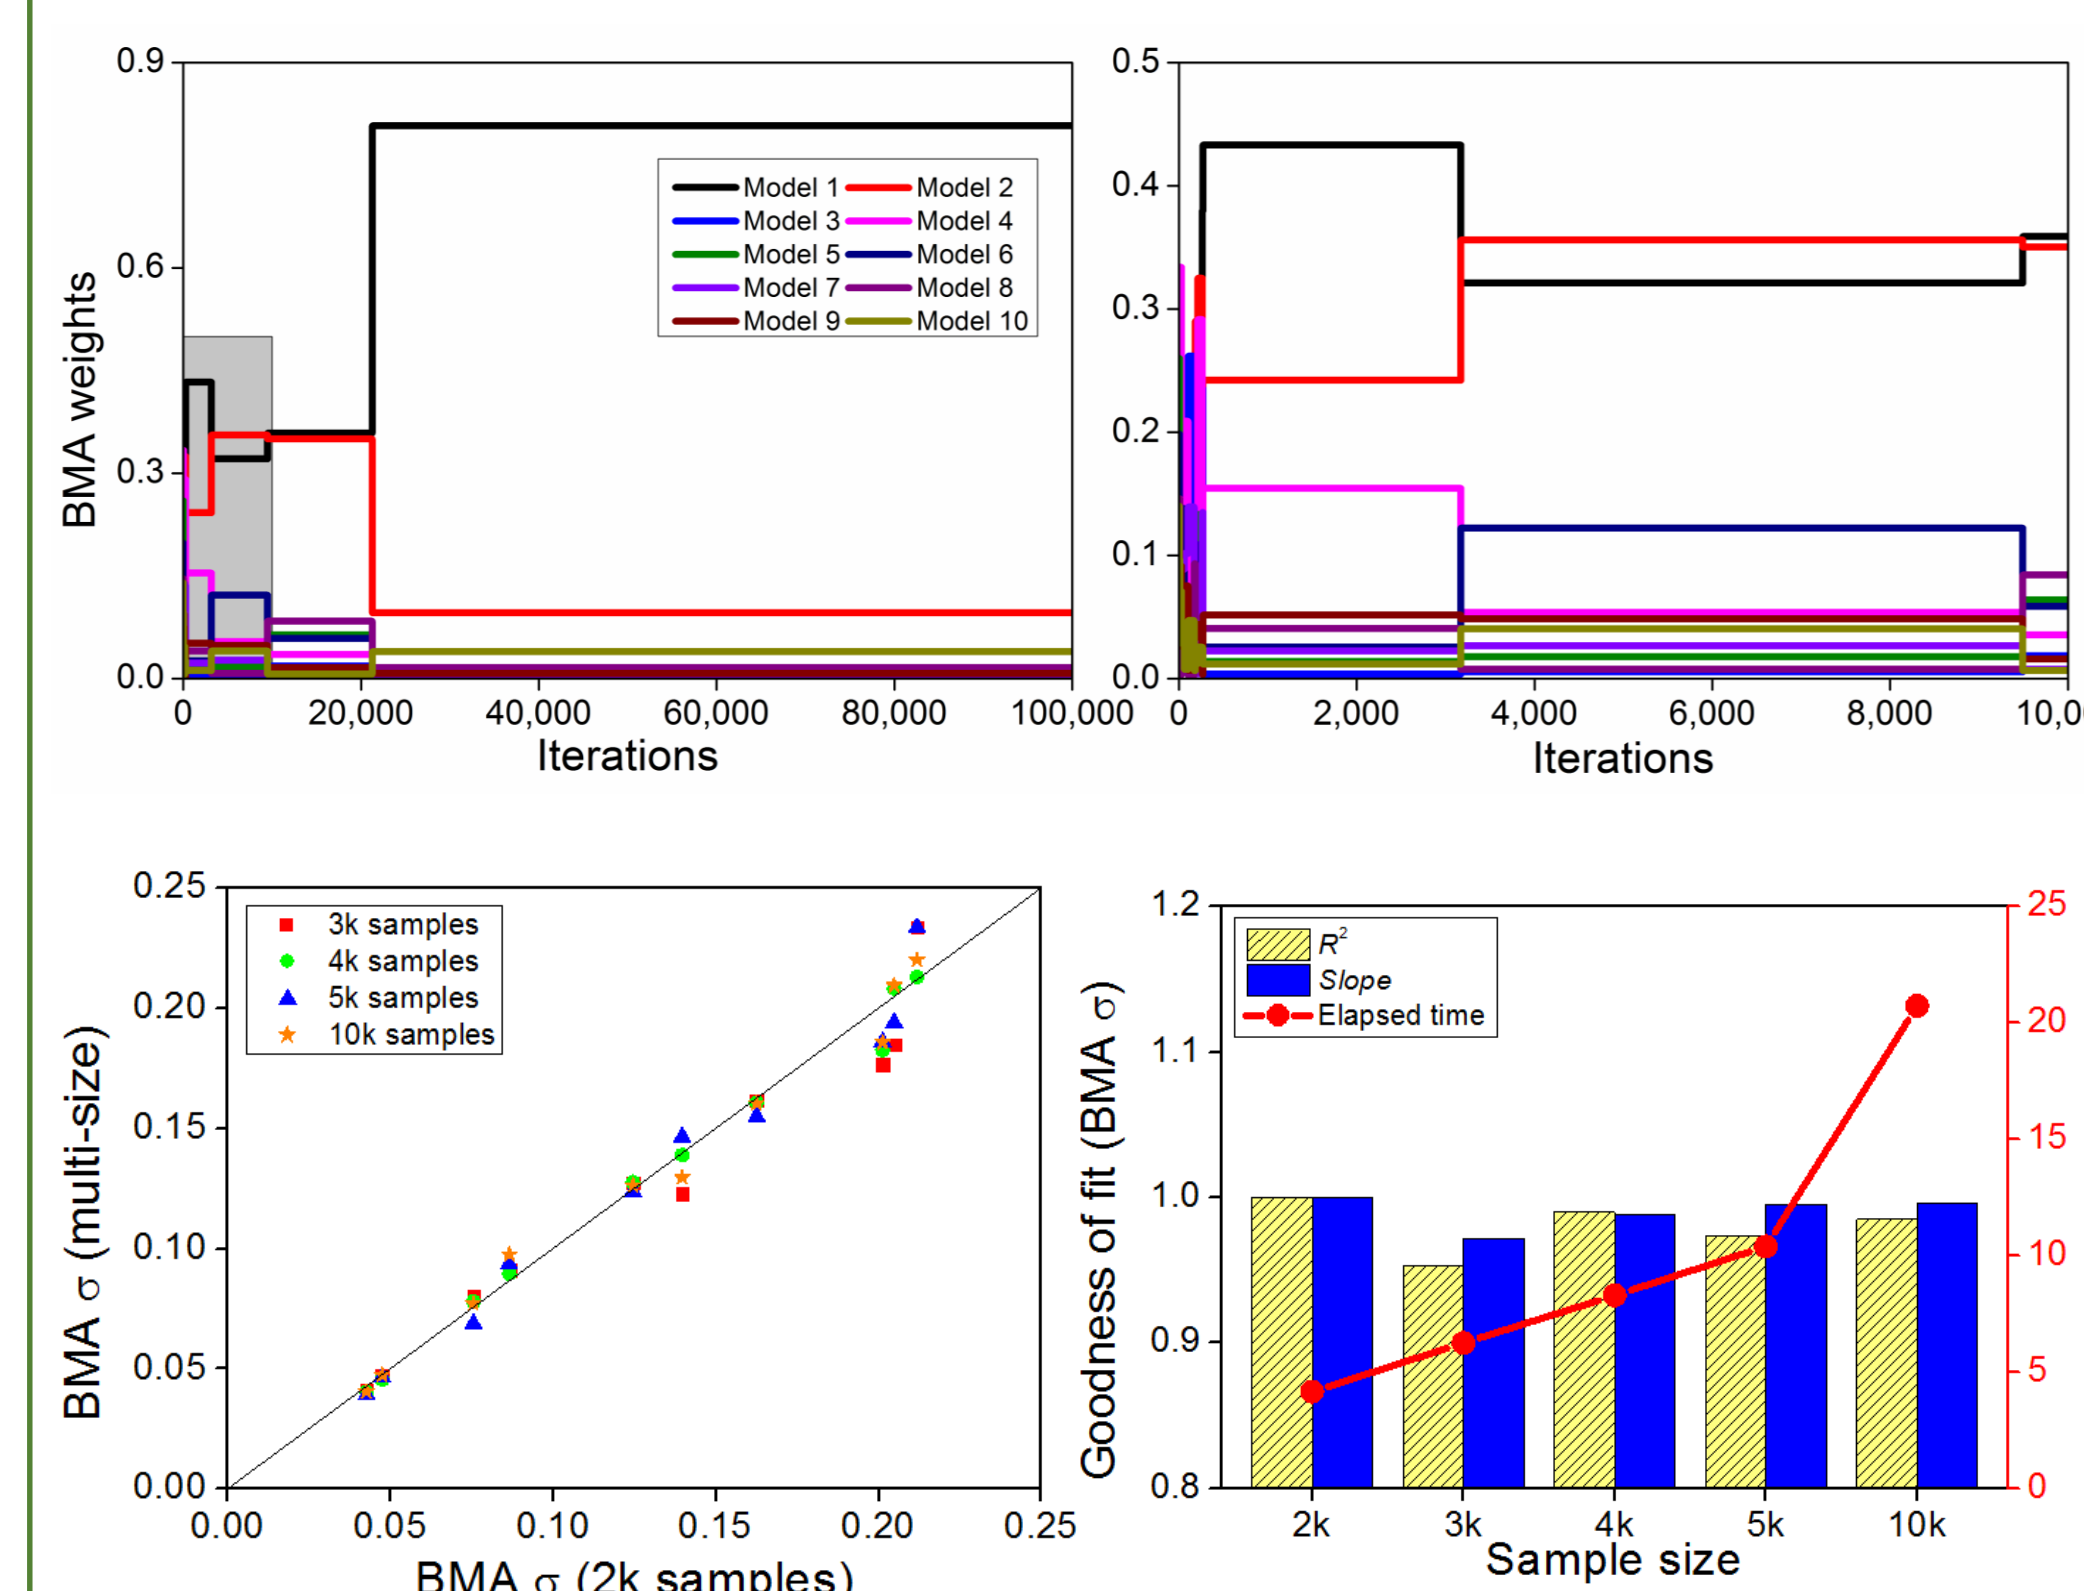 0.9
0.6
0.3
0.0
BMA weights
Model 1 Model 2
Model 3 Model 4
Model 5 Model 6
Model 7 Model 8
Model 9 Model 10
0 20,000 40,000 60,000 80,000 100,000
Iterations
0.5
0.4
0.3
0.2
0.1
0.0
0 2,000 4,000 6,000 8,000 10,0
Iterations
0.25
0.20
0.15
0.10
0.05
0.00
BMA σ (multi-size)
3k samples
4k samples
5k samples
10k samples
0.00 0.05 0.10 0.15 0.20 0.25
BMA σ (2k samples)
1.2
1.1
1.0
0.9
0.8
Goodness of fit (BMA σ)
R²
Slope
Elapsed time
25
20
15
10
5
0
2k 3k 4k 5k 10k
Sample size